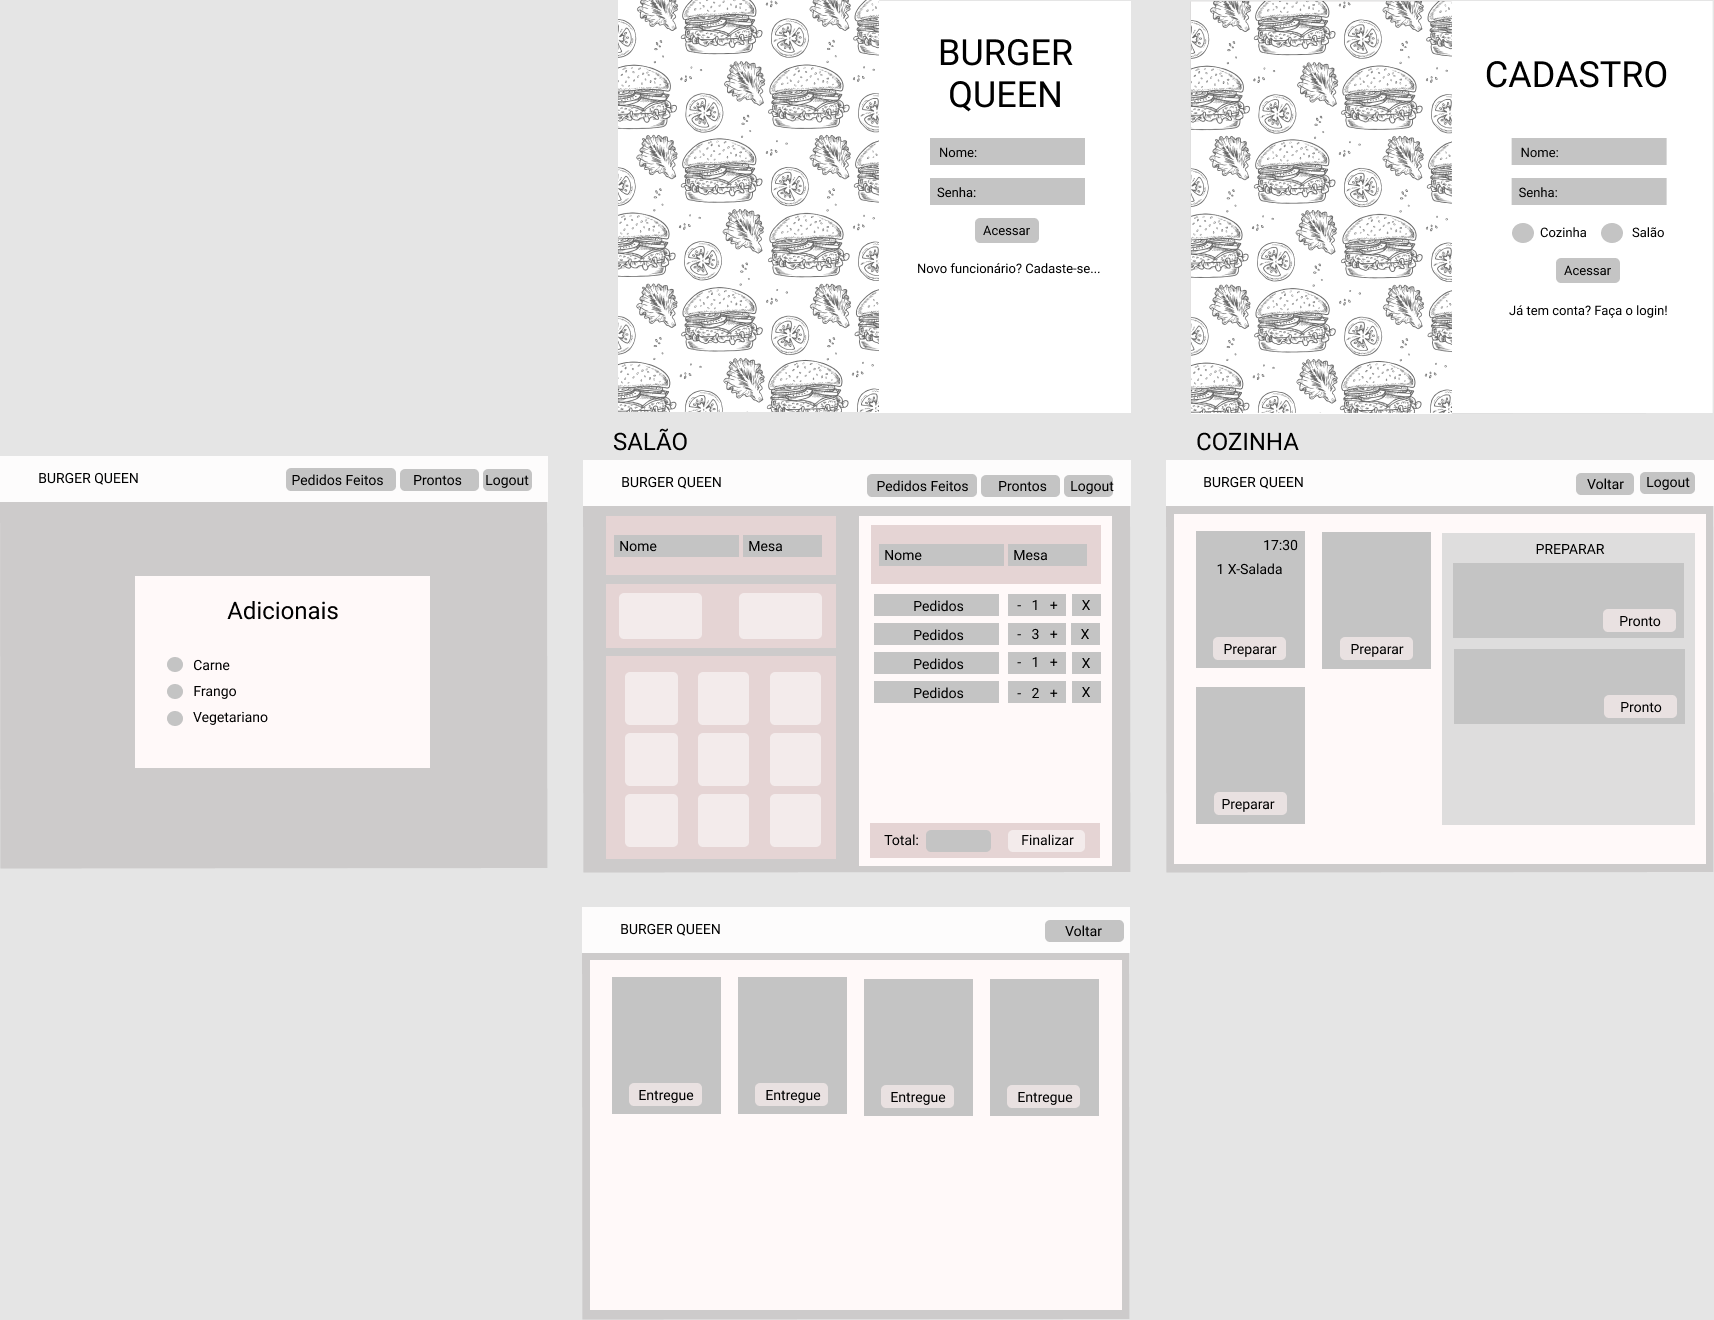 BURGER
QUEEN
Nome:
Senha:
Acessar
Novo funcionário? Cadaste-se...
CADASTRO
Nome:
Senha:
Cozinha Salão
Acessar
Já tem conta? Faça o login!
BURGER QUEEN Pedidos Feitos Prontos Logout
Adicionais
Carne
Frango
Vegetariano
SALÃO
BURGER QUEEN Pedidos Feitos Prontos Logout
Nome Mesa
Nome Mesa
Pedidos - 1 + X
Pedidos - 3 + X
Pedidos - 1 + X
Pedidos - 2 + X
Total: Finalizar
COZINHA
BURGER QUEEN Voltar Logout
17:30
1 X-Salada
Preparar
Preparar
Preparar
PREPARAR
Pronto
Pronto
BURGER QUEEN Voltar
Entregue Entregue Entregue Entregue